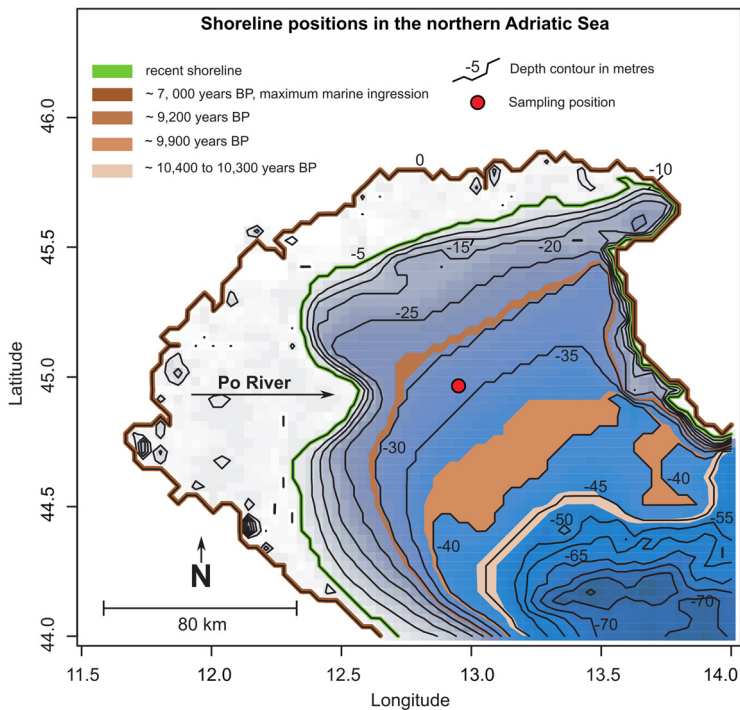 Shoreline positions in the northern Adriatic Sea
recent shoreline
~ 7, 000 years BP, maximum marine ingression
~ 9,200 years BP
~ 9,900 years BP
~ 10,400 to 10,300 years BP
-5
Depth contour in metres
Sampling position
0
-10
-5
-15
-20
-25
-35
Po River
-30
-40
-40
-45
-50
-55
-65
-70
-70
N
80 km
46.0
45.5
45.0
44.5
44.0
Latitude
11.5 12.0 12.5 13.0 13.5 14.0
Longitude